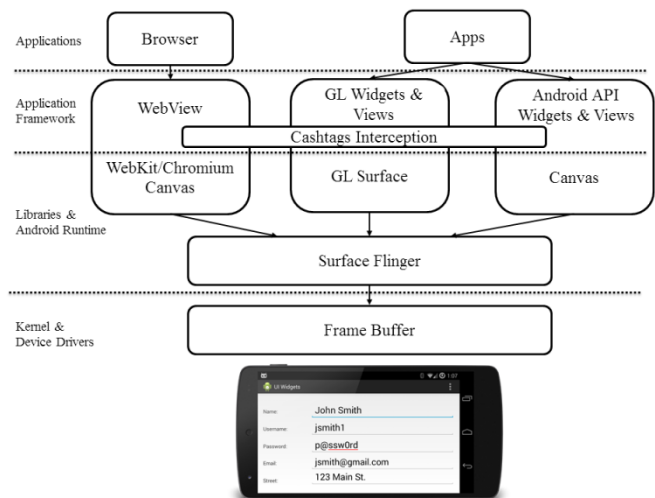 Applications
Browser
Apps
Application
Framework
WebView
GL Widgets &
Views
Android API
Widgets & Views
Cashtags Interception
WebKit/Chromium
Canvas
GL Surface
Canvas
Libraries &
Android Runtime
Surface Flinger
Kernel &
Device Drivers
Frame Buffer
1:07
UI Widgets
Name:
John Smith
Username:
jsmith1
Password:
p@ssw0rd
Email:
jsmith@gmail.com
Street:
123 Main St.